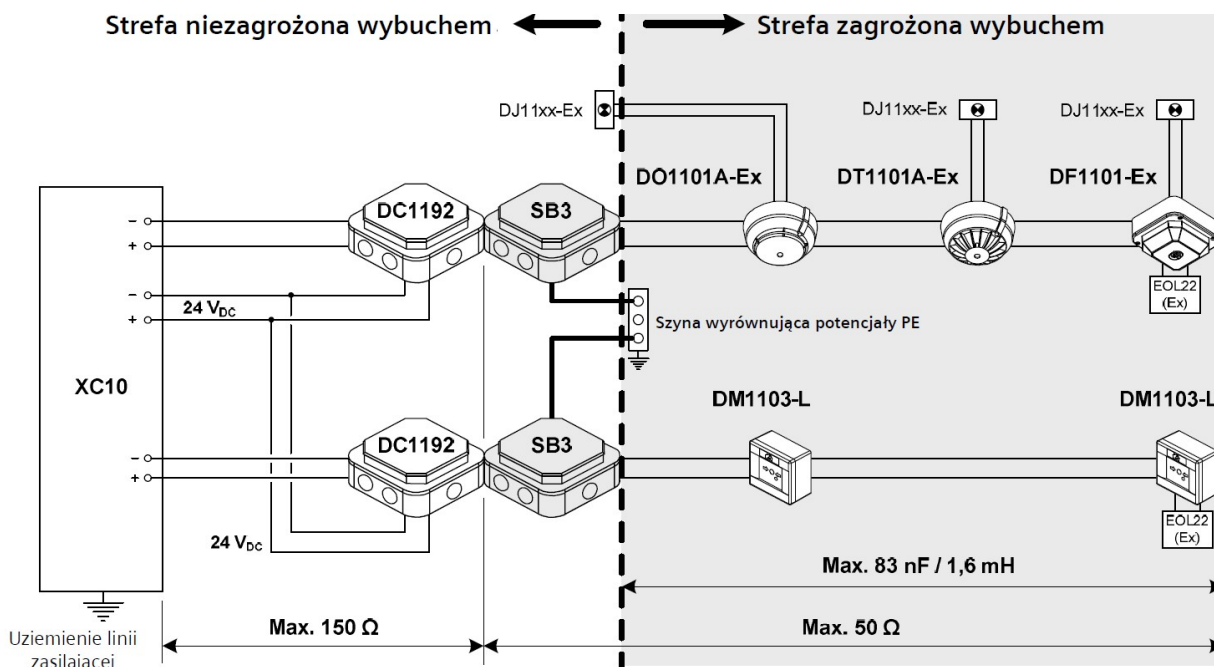 Strefa niezagrożona wybuchem
Strefa zagrożona wybuchem
DJ11xx-Ex
DJ11xx-Ex
DJ11xx-Ex
DO1101A-Ex
DT1101A-Ex
DF1101-Ex
DC1192
SB3
-
+
-
+
24 VDC
EOL22
(Ex)
Szyna wyrównująca potencjały PE
XC10
DM1103-L
DM1103-L
DC1192
SB3
-
+
24 VDC
EOL22
(Ex)
Max. 83 nF / 1,6 mH
Max. 150 Ω
Max. 50 Ω
Uziemienie linii
zasilającej